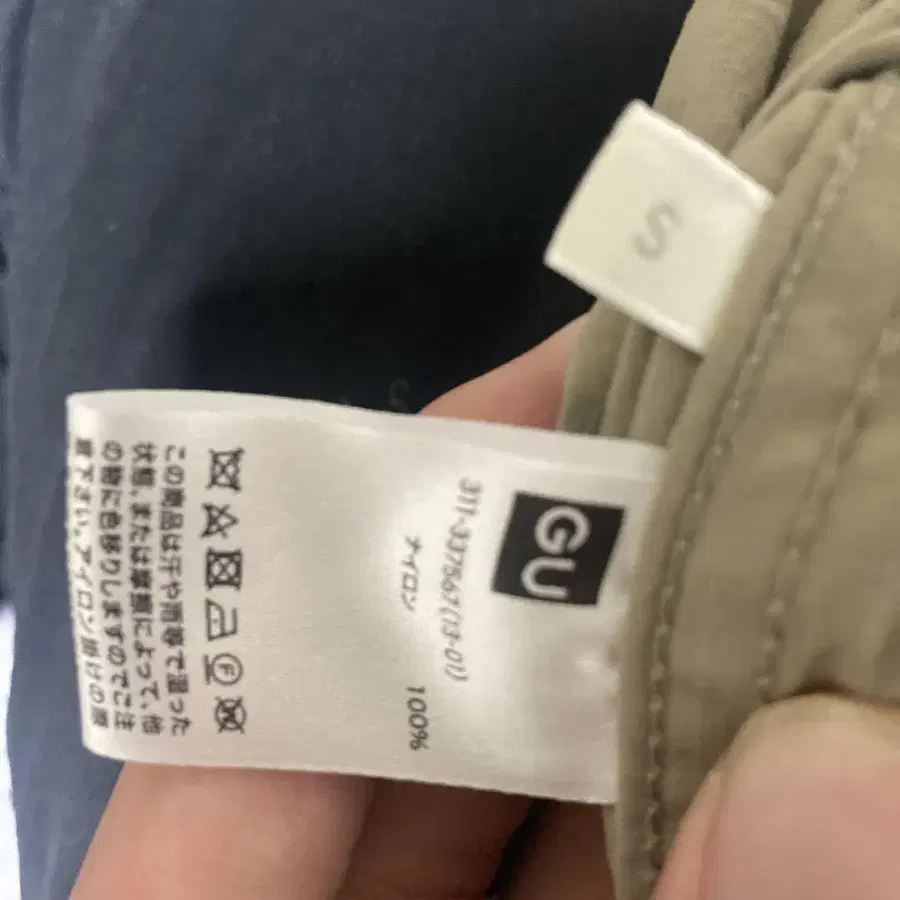 S
GU
311-337567(13-01)
ナイロン 100%
F
この商品は汗や雨等で湿った
状態、または摩擦によって、他
の物に色移りしますのでご注
意下さい。アイロン掛けの際